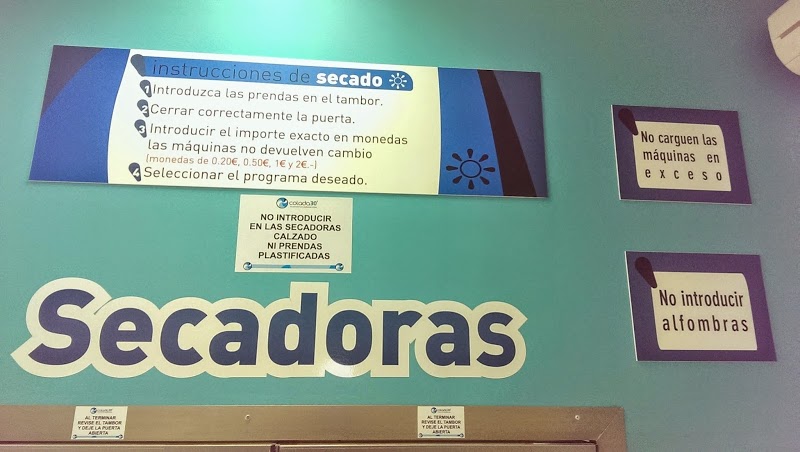 instrucciones de secado
1 Introduzca las prendas en el tambor.
2 Cerrar correctamente la puerta.
3 Introducir el importe exacto en monedas
las máquinas no devuelven cambio
(monedas de 0.20€, 0.50€, 1€ y 2€.-)
4 Seleccionar el programa deseado.
No carguen las
máquinas en
exceso
colada30'
NO INTRODUCIR
EN LAS SECADORAS
CALZADO
NI PRENDAS
PLASTIFICADAS
No introducir
alfombras
Secadoras
colada30'
AL TERMINAR
REVISE EL TAMBOR
Y DEJE LA PUERTA
ABIERTA
colada30'
AL TERMINAR
REVISE EL TAMBOR
Y DEJE LA PUERTA
ABIERTA